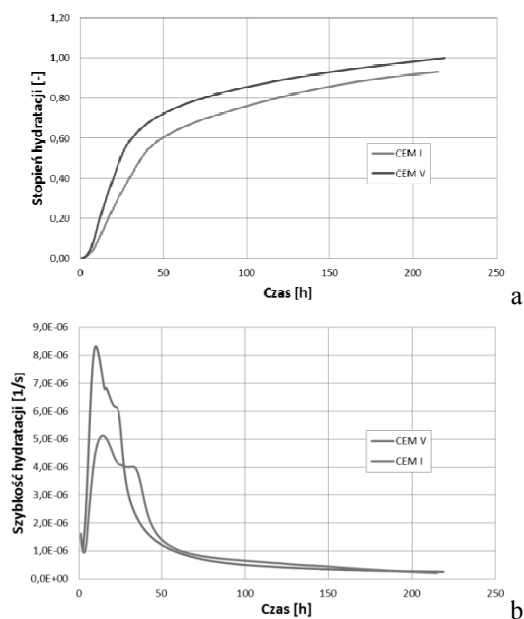 1,20
1,00
0,80
0,60
0,40
0,20
0,00
Stopień hydratacji [-]
CEM I
CEM V
0
50
100
150
200
250
Czas [h]
a
9,0E-06
8,0E-06
7,0E-06
6,0E-06
5,0E-06
4,0E-06
3,0E-06
2,0E-06
1,0E-06
0,0E+00
Szybkość hydratacji [1/s]
CEM V
CEM I
0
50
100
150
200
250
Czas [h]
b